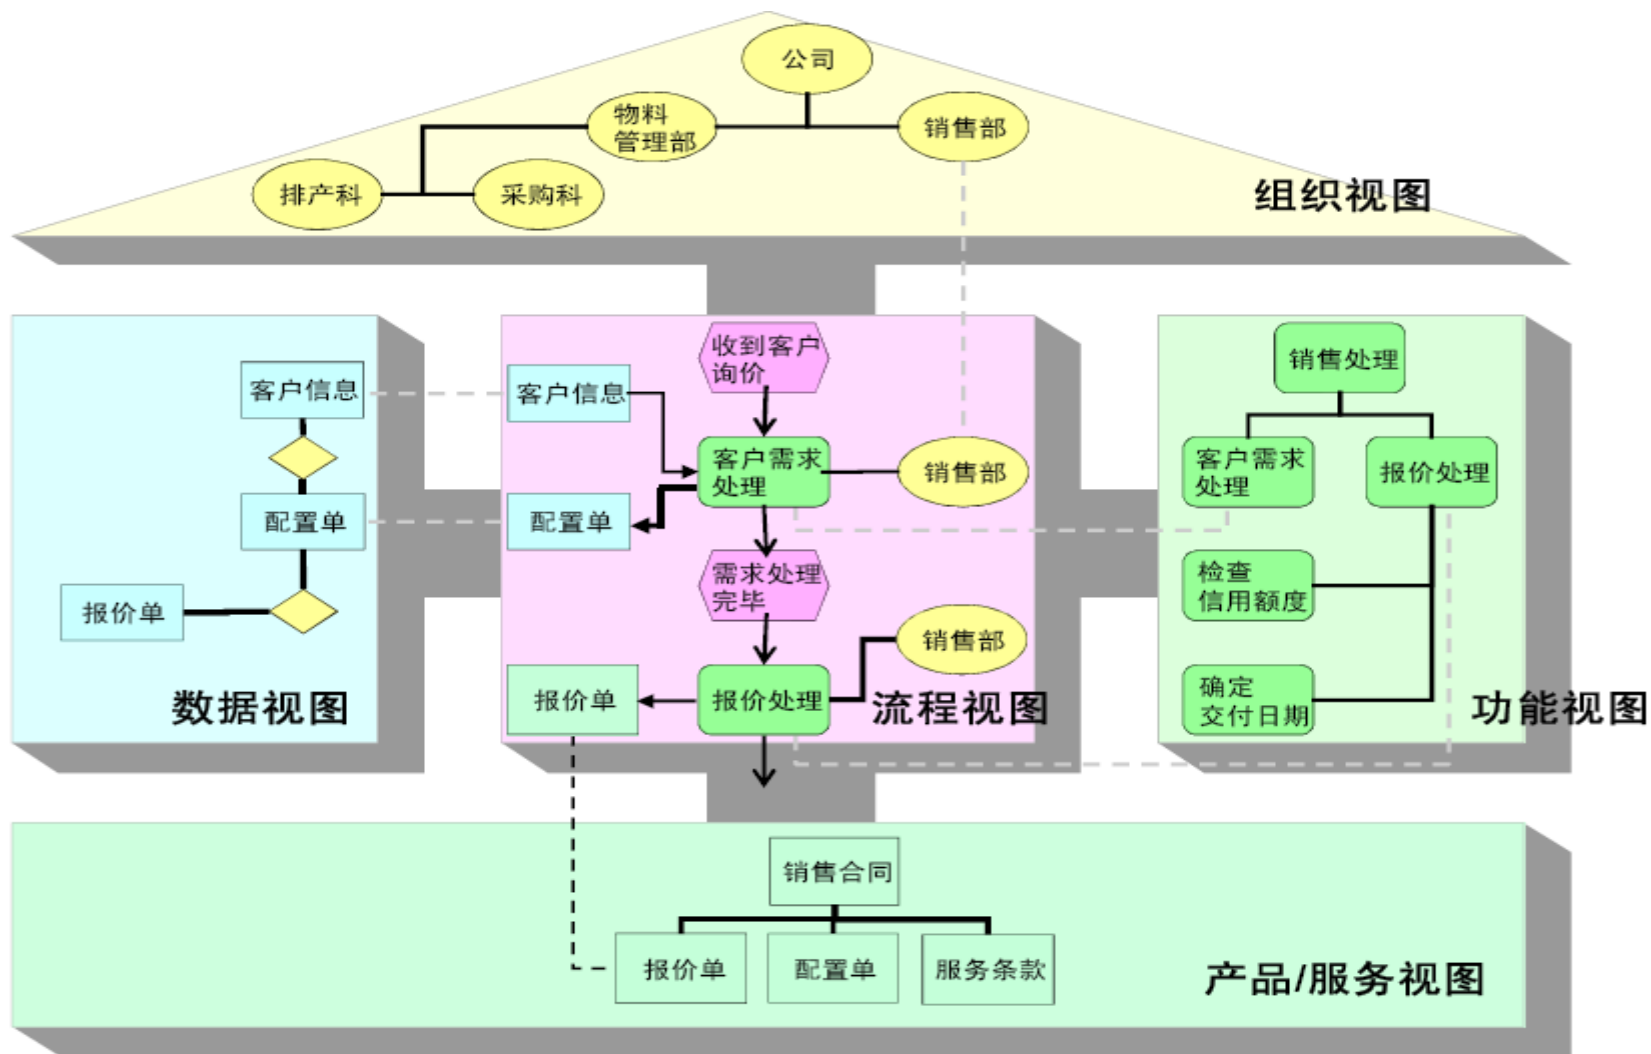 公司
物料
管理部
销售部
排产科
采购科
组织视图
客户信息
配置单
报价单
数据视图
收到客户
询价
客户信息
客户需求
处理
销售部
配置单
需求处理
完毕
销售部
报价单
报价处理
流程视图
销售处理
客户需求
处理
报价处理
检查
信用额度
确定
交付日期
功能视图
销售合同
报价单
配置单
服务条款
产品/服务视图